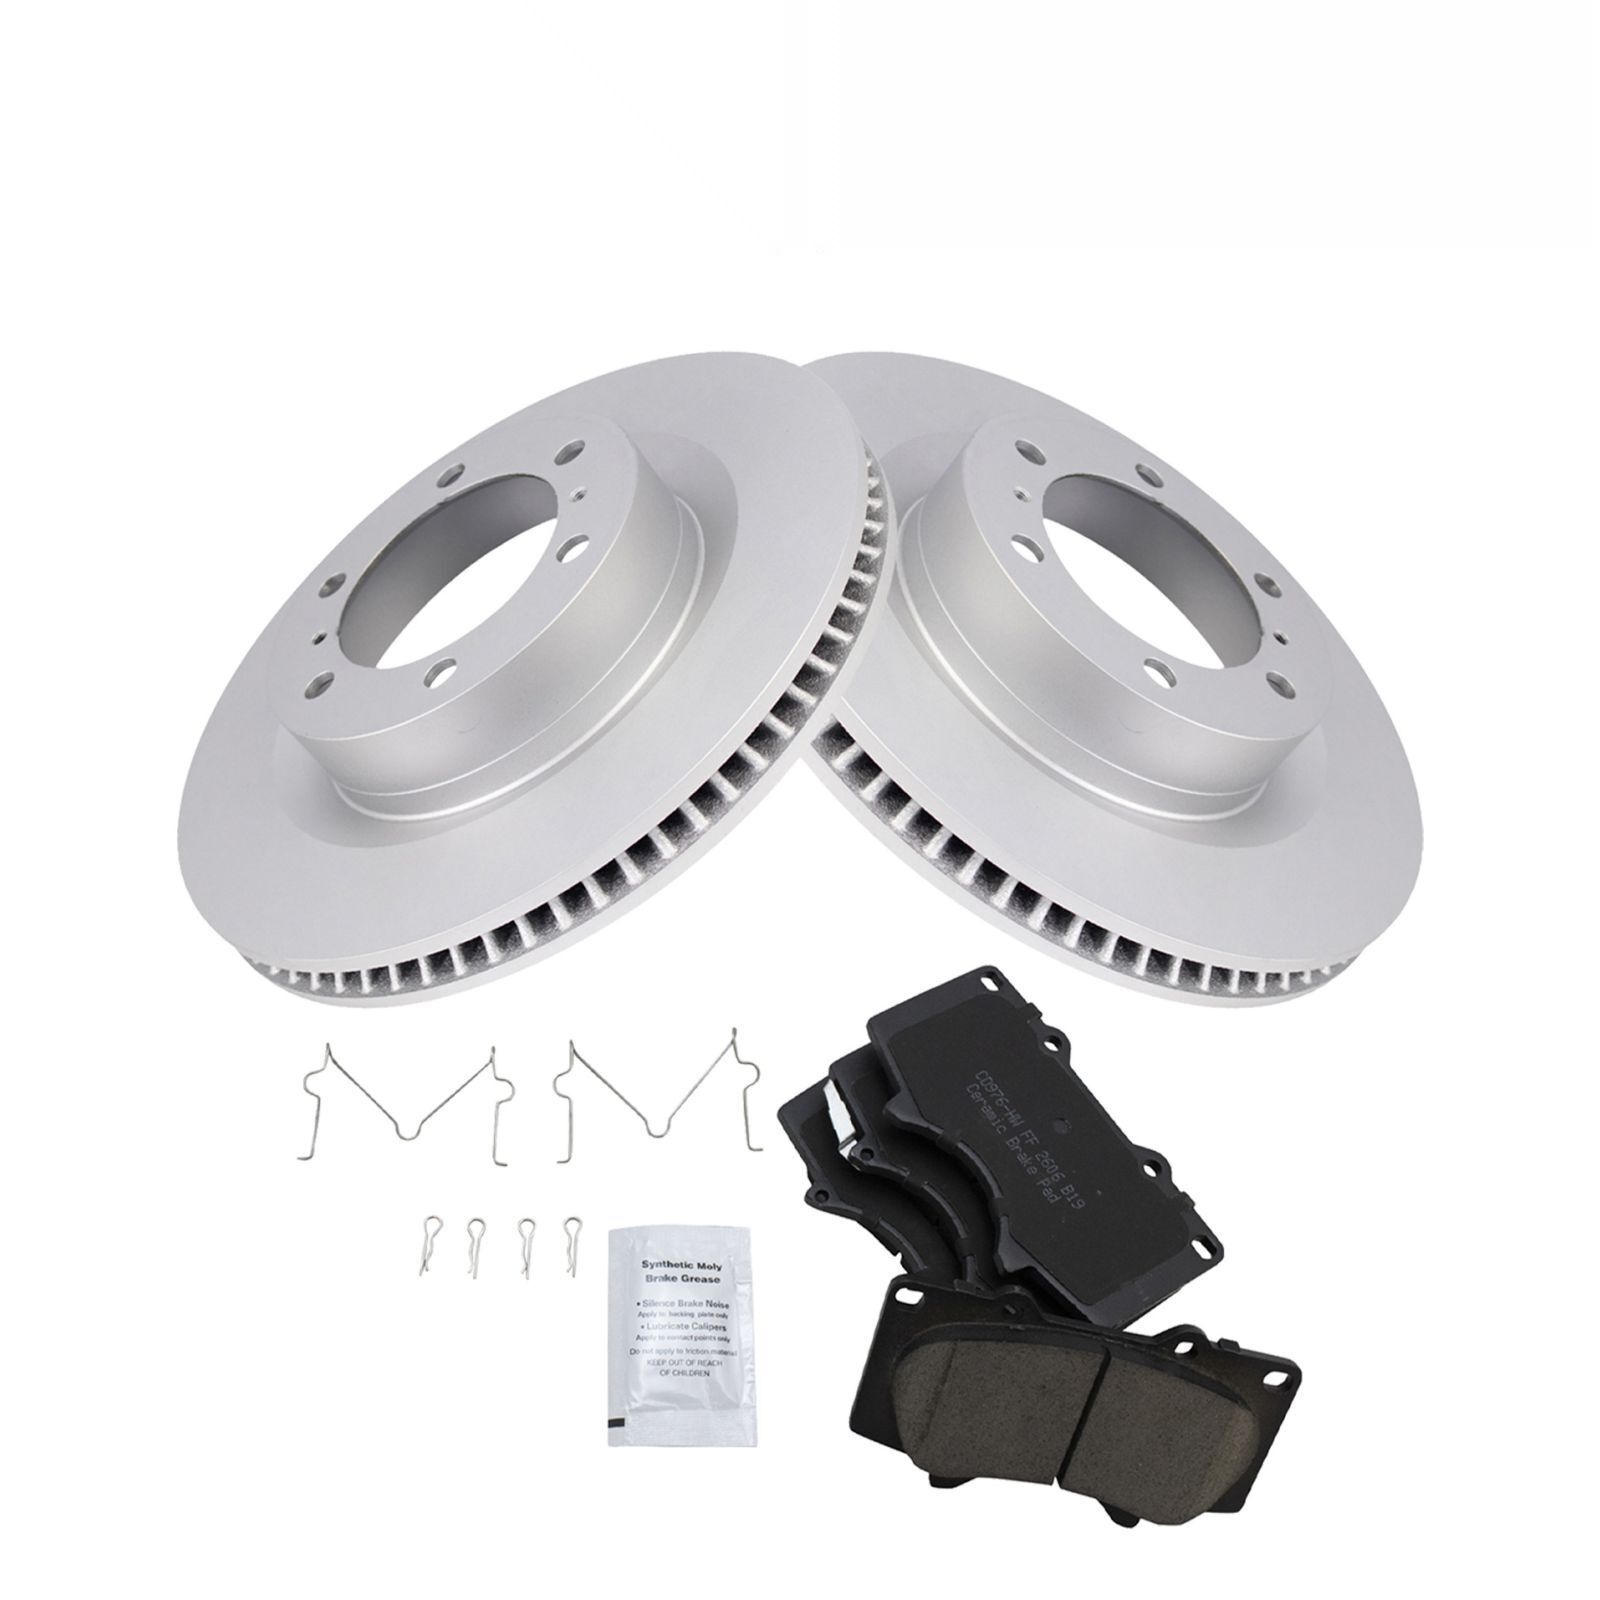 CD976-HW FF 2606 B19
Ceramic Brake Pad
Synthetic Moly
Brake Grease
• Silence Brake Noise
Apply to backing plate only
• Lubricate Calipers
Apply to contact points only
Do not apply to friction material
KEEP OUT OF REACH
OF CHILDREN